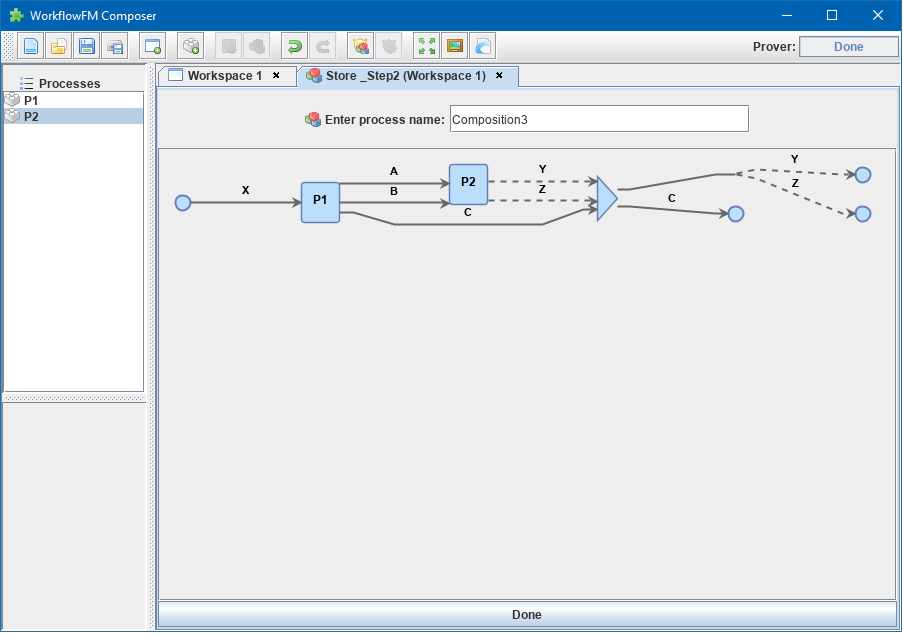 WorkflowFM Composer
Prover: Done
Processes
P1
P2
Workspace 1
Store _Step2 (Workspace 1)
Enter process name: Composition3
X
P1
A
B
C
P2
Y
Z
C
Y
Z
Done